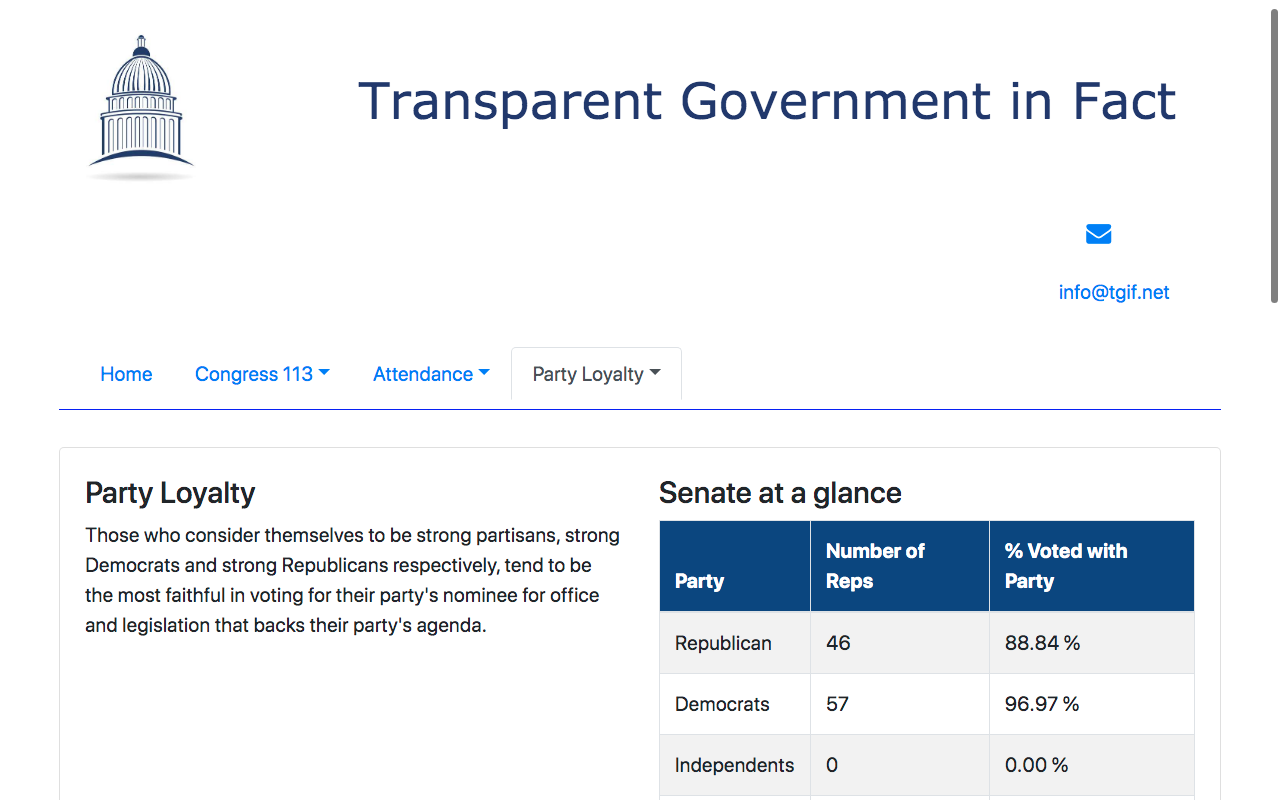 Transparent Government in Fact
info@tgif.net
Home Congress 113 Attendance Party Loyalty
Party Loyalty
Those who consider themselves to be strong partisans, strong
Democrats and strong Republicans respectively, tend to be
the most faithful in voting for their party's nominee for office
and legislation that backs their party's agenda.
Senate at a glance
Party Number of Reps % Voted with Party
Republican 46 88.84 %
Democrats 57 96.97 %
Independents 0 0.00 %